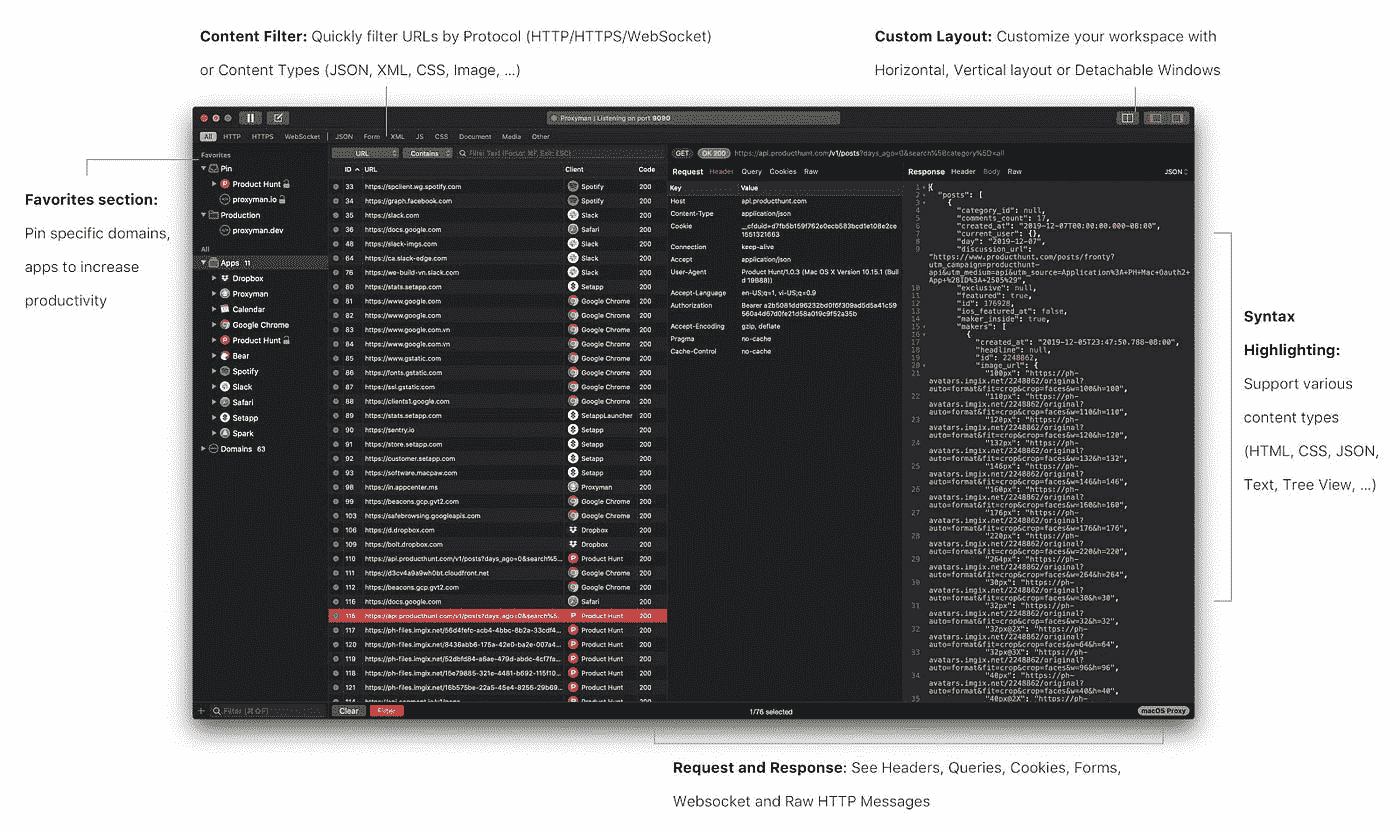 Content Filter: Quickly filter URLs by Protocol (HTTP/HTTPS/WebSocket)
or Content Types (JSON, XML, CSS, Image, ...)
Custom Layout: Customize your workspace with
Horizontal, Vertical layout or Detachable Windows
Favorites section:
Pin specific domains,
apps to increase
productivity
Proxyman | Listening on port 9090
All HTTP HTTPS WebSocket JSON Form XML JS CSS Document Media Other
Favorites
Pin
Product Hunt
proxyman.io
Production
proxyman.dev
All
Apps 11
Dropbox
Proxyman
Calendar
Google Chrome
Product Hunt
Bear
Spotify
Slack
Safari
Setapp
Spark
Domains 63
Filter (⌘⇧F)
URL Contains Filter Text (Focus: ⌘F, Exit: ESC)
ID URL Client Code
33 https://spclient.wg.spotify.com Spotify 200
34 https://graph.facebook.com Spotify 200
35 https://slack.com Slack 200
36 https://docs.google.com Safari 200
48 https://slack-imgs.com Slack 200
64 https://ca.slack-edge.com Slack 200
76 https://we-build-vn.slack.com Slack 200
80 https://stats.setapp.com Setapp 200
81 https://www.google.com Google Chrome 200
82 https://www.google.com Google Chrome 200
83 https://www.google.com.vn Google Chrome 200
84 https://www.google.com.vn Google Chrome 200
85 https://www.gstatic.com Google Chrome 200
86 https://fonts.gstatic.com Google Chrome 200
87 https://ssl.gstatic.com Google Chrome 200
88 https://clients1.google.com Google Chrome 200
89 https://stats.setapp.com SetappLauncher 200
90 https://sentry.io Setapp 200
91 https://store.setapp.com Setapp 200
92 https://customer.setapp.com Setapp 200
93 https://software.macpaw.com Setapp 200
98 https://in.appcenter.ms Proxyman 200
99 https://beacons.gcp.gvt2.com Google Chrome 200
103 https://safebrowsing.googleapis.com Google Chrome 200
106 https://d.dropbox.com Dropbox 200
109 https://bolt.dropbox.com Dropbox 200
110 https://api.producthunt.com/v1/posts?days_ago=0&search%5... Product Hunt 200
111 https://d3cv4a9a9wh0bt.cloudfront.net Google Chrome 200
112 https://beacons.gcp.gvt2.com Google Chrome 200
116 https://docs.google.com Safari 200
115 https://api.producthunt.com/v1/posts?days_ago=0&search%5... Product Hunt 200
117 https://ph-files.imgix.net/56d4fefc-acb4-4bbc-8b2a-33cdf4... Product Hunt 200
120 https://ph-files.imgix.net/8436abb6-175a-42e0-ba2e-007a4... Product Hunt 200
119 https://ph-files.imgix.net/52dbfd84-a6ae-479d-abdc-4cf7fa... Product Hunt 200
118 https://ph-files.imgix.net/15e79885-321e-4481-b692-115f10... Product Hunt 200
121 https://ph-files.imgix.net/16b575be-22a5-45e4-8256-29b69... Product Hunt 200
Clear Filter
GET OK 200 https://api.producthunt.com/v1/posts?days_ago=0&search%5Bcategory%5D=all
Request Header Query Cookies Raw
Key Value
Host api.producthunt.com
Content-Type application/json
Cookie __cfduid=d7fb5b159f762e0ecb583bcd1e108e2ce
1551321663
Connection keep-alive
Accept application/json
User-Agent Product Hunt/1.0.3 (Mac OS X Version 10.15.1 (Buil
d 19B88))
Accept-Language en-US;q=1, vi-US;q=0.9
Authorization Bearer a2b5081dd96232bd0f6f309ad5d5a41c59
560a4d67d0fe21d58a019c9f52a35b
Accept-Encoding gzip, deflate
Pragma no-cache
Cache-Control no-cache
Response Header Body Raw JSON
1 {
2 "posts": [
3 {
4 "category_id": null,
5 "comments_count": 17,
6 "created_at": "2019-12-07T00:00:00.000-08:00",
7 "current_user": {},
8 "day": "2019-12-07",
9 "discussion_url":
"https://www.producthunt.com/posts/fronty?
utm_campaign=producthunt-
api&utm_medium=api&utm_source=Application%3A+PH+Mac+Oauth2+
App+%28ID%3A+2505%29",
10 "exclusive": null,
11 "featured": true,
12 "id": 176928,
13 "ios_featured_at": false,
14 "maker_inside": true,
15 "makers": [
16 {
17 "created_at": "2019-12-05T23:47:50.788-08:00",
18 "headline": null,
19 "id": 2248862,
20 "image_url": {
21 "100px": "https://ph-
avatars.imgix.net/2248862/original?
auto=format&fit=crop&crop=faces&w=100&h=100",
22 "110px": "https://ph-
avatars.imgix.net/2248862/original?
auto=format&fit=crop&crop=faces&w=110&h=110",
23 "120px": "https://ph-
avatars.imgix.net/2248862/original?
auto=format&fit=crop&crop=faces&w=120&h=120",
24 "132px": "https://ph-
avatars.imgix.net/2248862/original?
auto=format&fit=crop&crop=faces&w=132&h=132",
25 "146px": "https://ph-
avatars.imgix.net/2248862/original?
auto=format&fit=crop&crop=faces&w=146&h=146",
26 "160px": "https://ph-
avatars.imgix.net/2248862/original?
auto=format&fit=crop&crop=faces&w=160&h=160",
27 "176px": "https://ph-
avatars.imgix.net/2248862/original?
auto=format&fit=crop&crop=faces&w=176&h=176",
28 "220px": "https://ph-
avatars.imgix.net/2248862/original?
auto=format&fit=crop&crop=faces&w=220&h=220",
29 "264px": "https://ph-
avatars.imgix.net/2248862/original?
auto=format&fit=crop&crop=faces&w=264&h=264",
30 "30px": "https://ph-
avatars.imgix.net/2248862/original?
auto=format&fit=crop&crop=faces&w=30&h=30",
31 "32px": "https://ph-
avatars.imgix.net/2248862/original?
auto=format&fit=crop&crop=faces&w=32&h=32",
32 "32px@2X": "https://ph-
avatars.imgix.net/2248862/original?
auto=format&fit=crop&crop=faces&w=64&h=64",
33 "32px@3X": "https://ph-
avatars.imgix.net/2248862/original?
auto=format&fit=crop&crop=faces&w=96&h=96",
34 "40px": "https://ph-
avatars.imgix.net/2248862/original?
auto=format&fit=crop&crop=faces&w=40&h=40",
35 "40px@2X": "https://ph-
1/76 selected
macOS Proxy
Syntax
Highlighting:
Support various
content types
(HTML, CSS, JSON,
Text, Tree View, ...)
Request and Response: See Headers, Queries, Cookies, Forms,
Websocket and Raw HTTP Messages